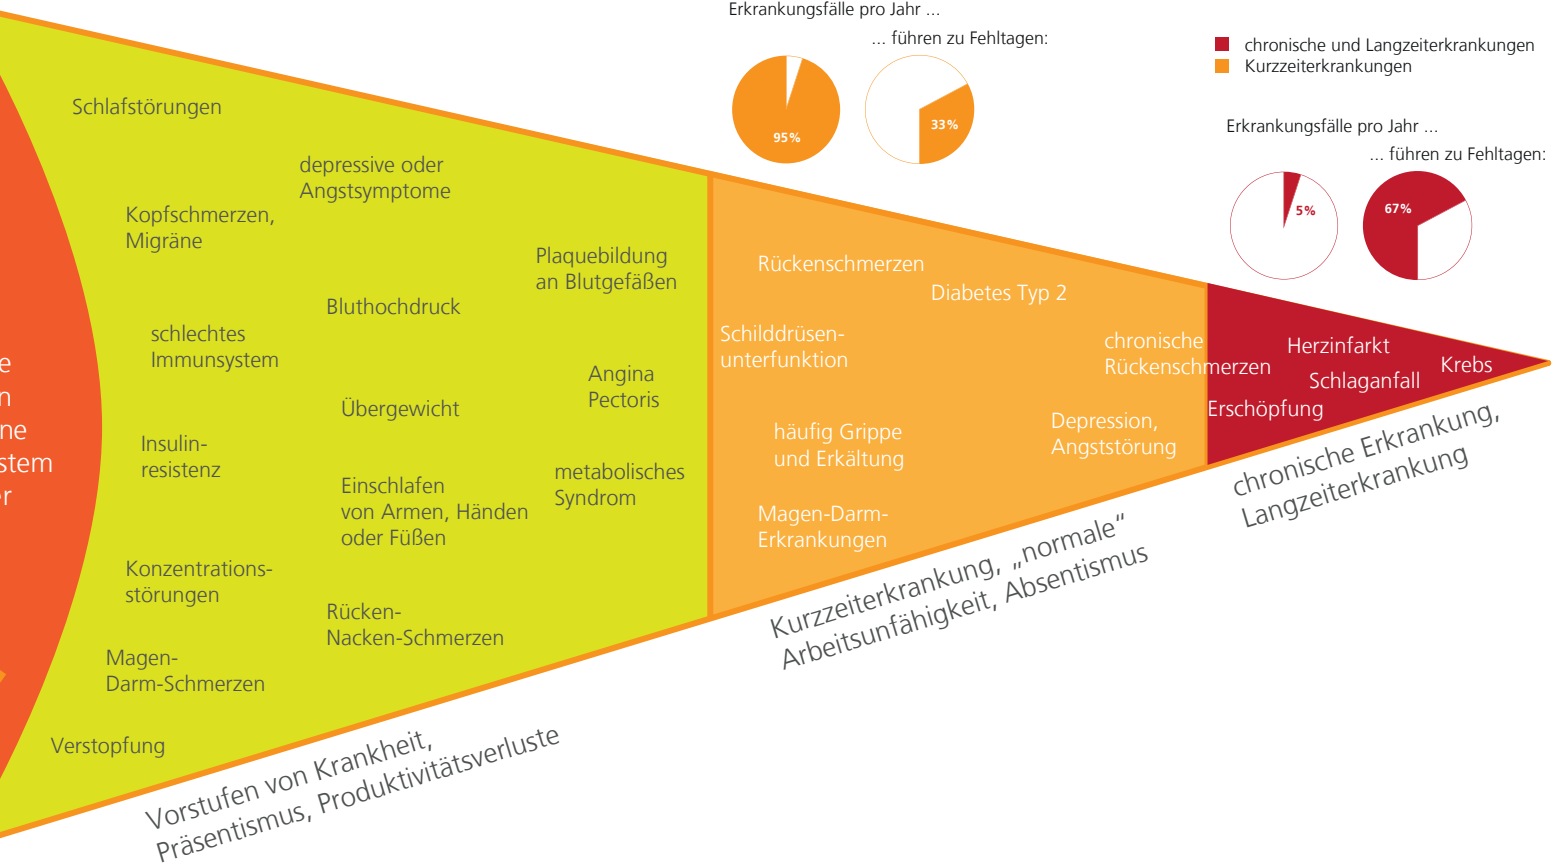 Erkrankungsfälle pro Jahr ...
... führen zu Fehltagen:
95%
33%
chronische und Langzeiterkrankungen
Kurzzeiterkrankungen
Erkrankungsfälle pro Jahr ...
... führen zu Fehltagen:
5%
67%
Schlafstörungen
depressive oder
Angstsymptome
Kopfschmerzen,
Migräne
Plaquebildung
an Blutgefäßen
Bluthochdruck
schlechtes
Immunsystem
Angina
Pectoris
Übergewicht
Insulin-
resistenz
metabolisches
Syndrom
Einschlafen
von Armen, Händen
oder Füßen
Konzentrations-
störungen
Rücken-
Nacken-Schmerzen
Magen-
Darm-Schmerzen
Verstopfung
Vorstufen von Krankheit,
Präsentismus, Produktivitätsverluste
Rückenschmerzen
Diabetes Typ 2
Schilddrüsen-
unterfunktion
chronische
Rückenschmerzen
häufig Grippe
und Erkältung
Depression,
Angststörung
Magen-Darm-
Erkrankungen
Kurzzeiterkrankung, „normale“
Arbeitsunfähigkeit, Absentismus
Herzinfarkt
Krebs
Schlaganfall
Erschöpfung
chronische Erkrankung,
Langzeiterkrankung